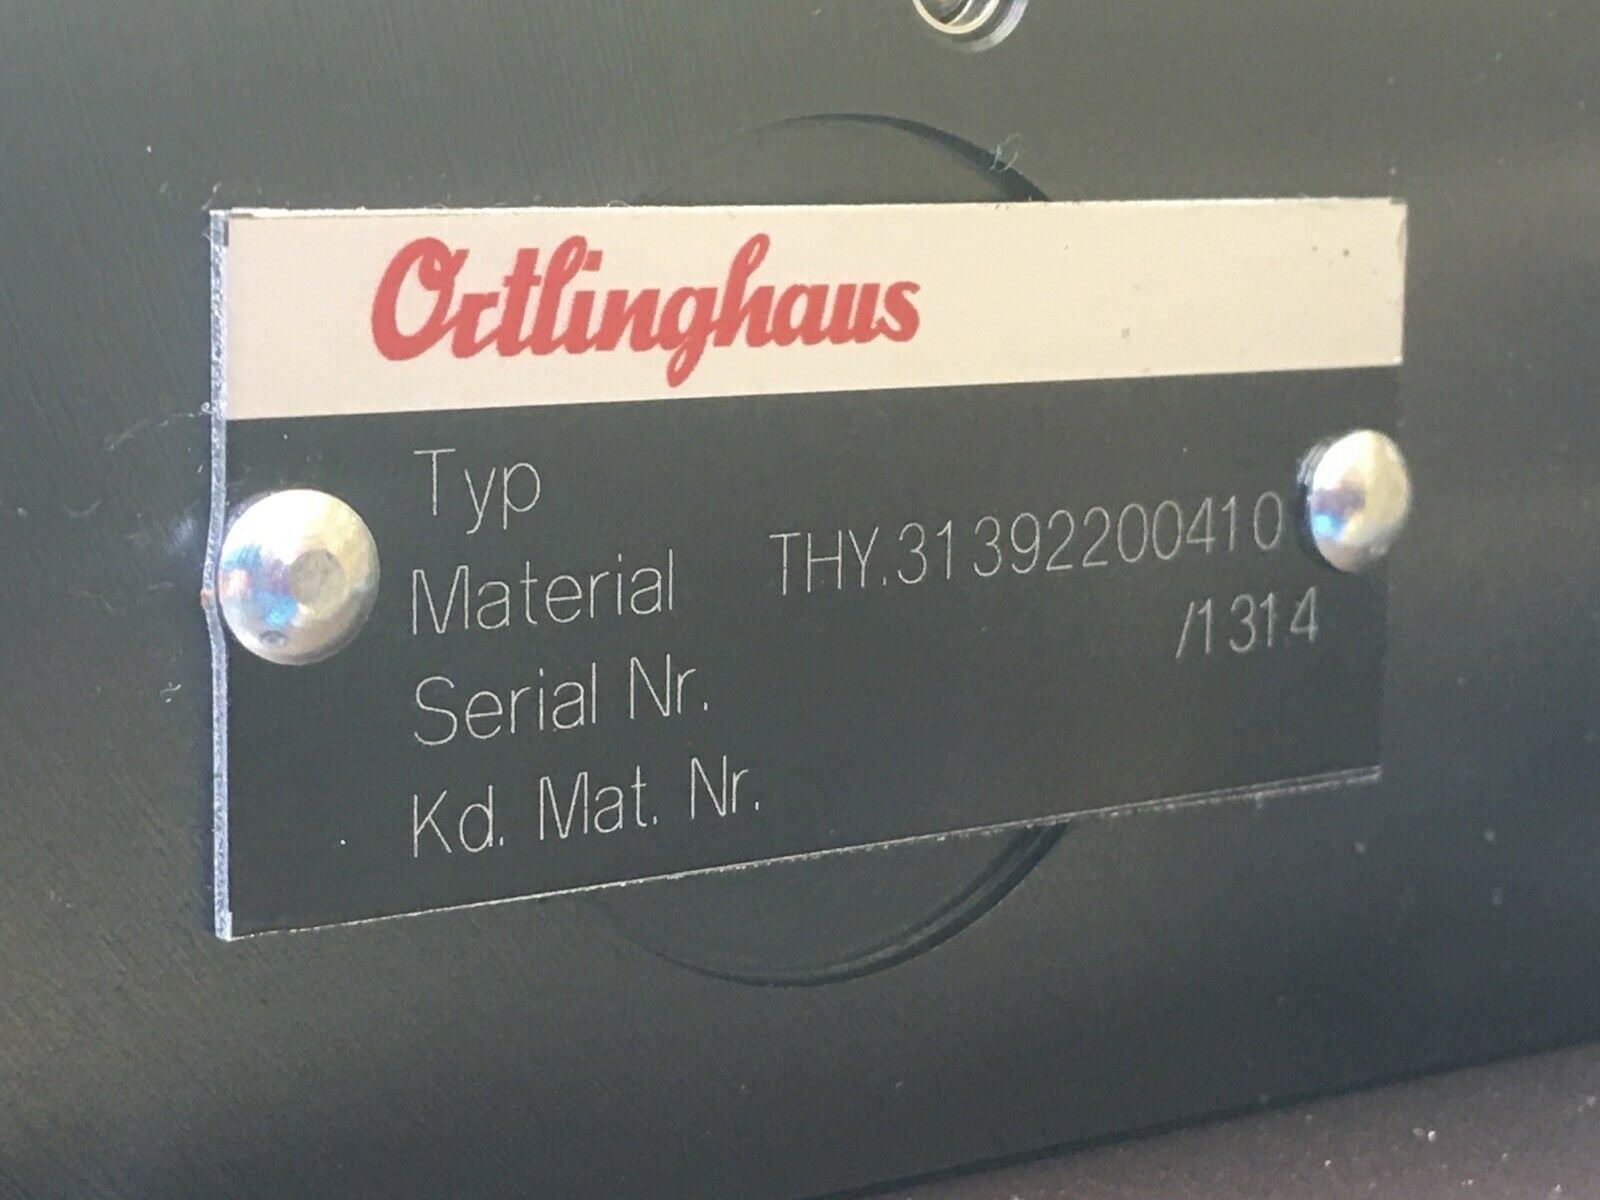 Ortlinghaus
Typ
Material THY.31392200410
Serial Nr. /1314
Kd. Mat. Nr.